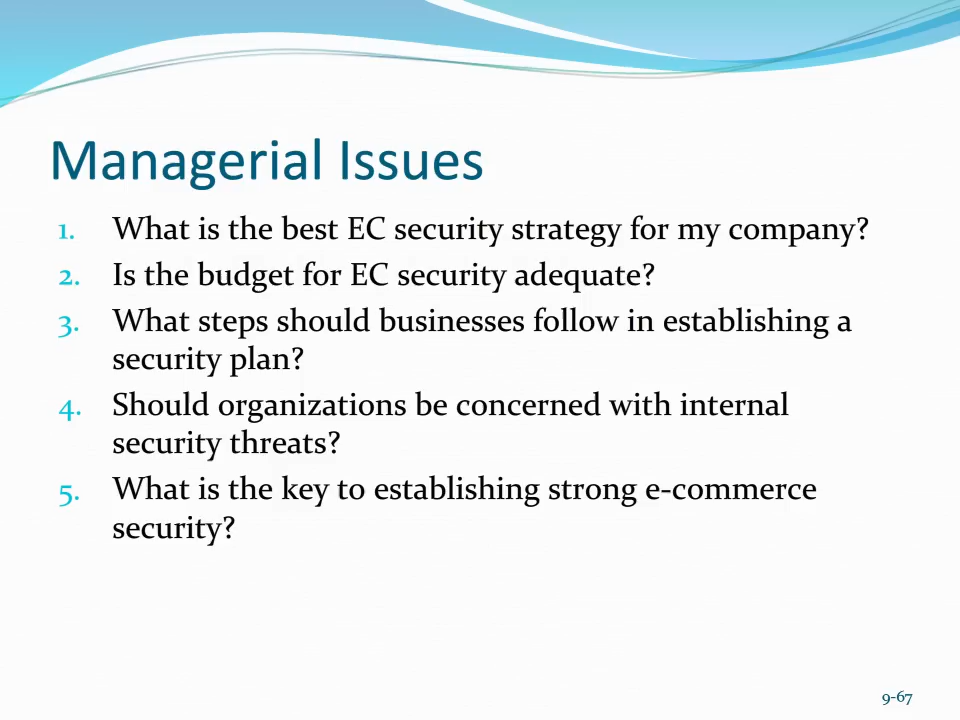 Managerial Issues
1. What is the best EC security strategy for my company?
2. Is the budget for EC security adequate?
3. What steps should businesses follow in establishing a
security plan?
4. Should organizations be concerned with internal
security threats?
5. What is the key to establishing strong e-commerce
security?
9-67